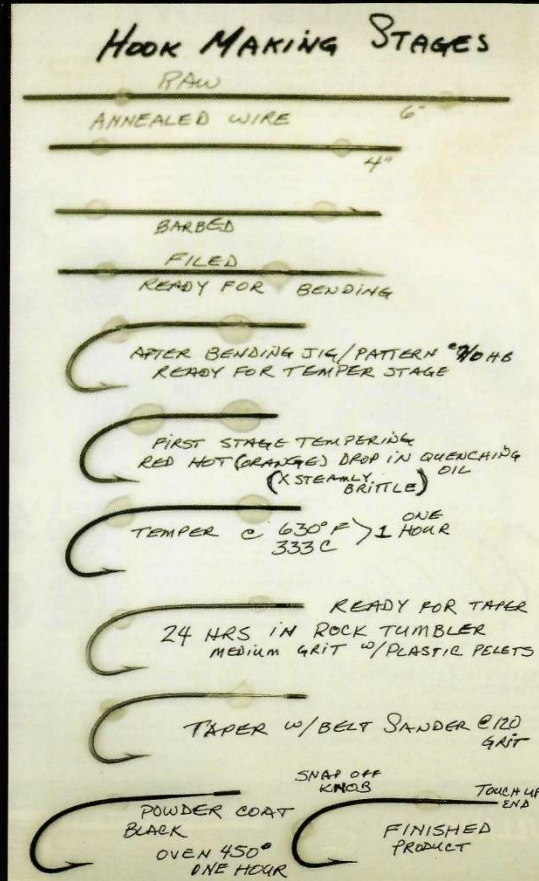 HOOK MAKING STAGES
RAW
6"
ANNEALED WIRE
4"
BARBED
FILED
READY FOR BENDING
AFTER BENDING JIG/PATTERN
READY FOR TEMPER STAGE
FIRST STAGE TEMPERING
RED HOT (ORANGE) DROP IN QUENCHING OIL
(XSTEAMLY BRITTLE)
TEMPER @ 630° F > 1 ONE HOUR
333 C
READY FOR TAPER
24 HRS IN ROCK TUMBLER
MEDIUM GRIT W/PLASTIC PELETS
TAPER W/BELT SANDER @120
GRIT
POWDER COAT
BLACK
OVEN 450°
ONE HOUR
SNAP OFF
KNOB
TOUCH UP
END
FINISHED
PRODUCT